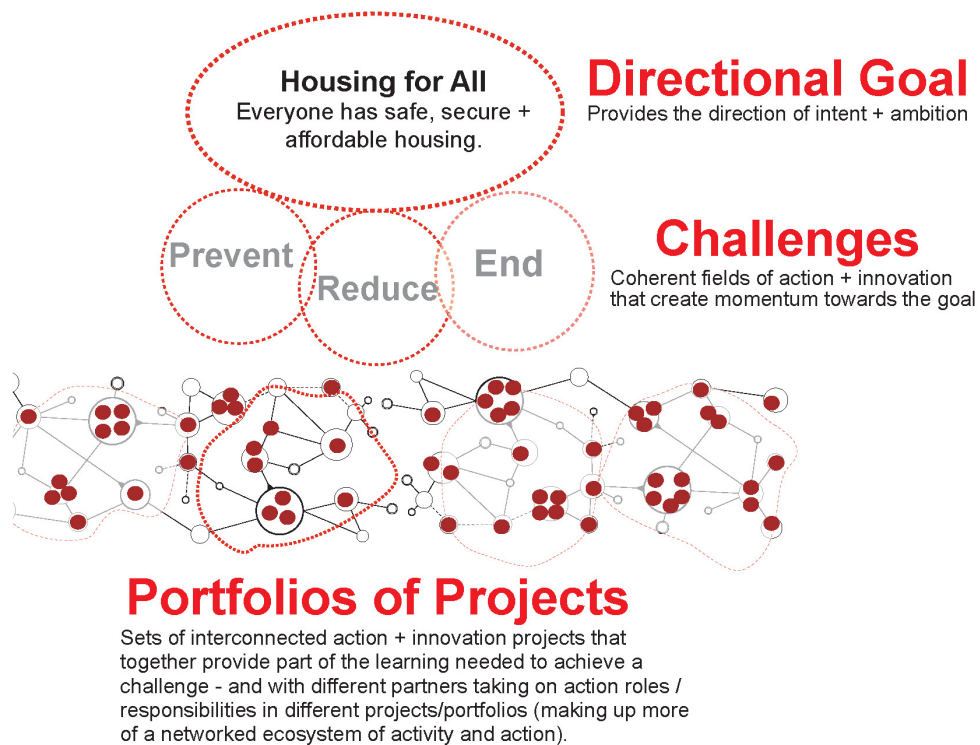 Housing for All
Everyone has safe, secure +
affordable housing.
Directional Goal
Provides the direction of intent + ambition
Prevent
Reduce
End
Challenges
Coherent fields of action + innovation
that create momentum towards the goal
Portfolios of Projects
Sets of interconnected action + innovation projects that
together provide part of the learning needed to achieve a
challenge - and with different partners taking on action roles /
responsibilities in different projects/portfolios (making up more
of a networked ecosystem of activity and action).